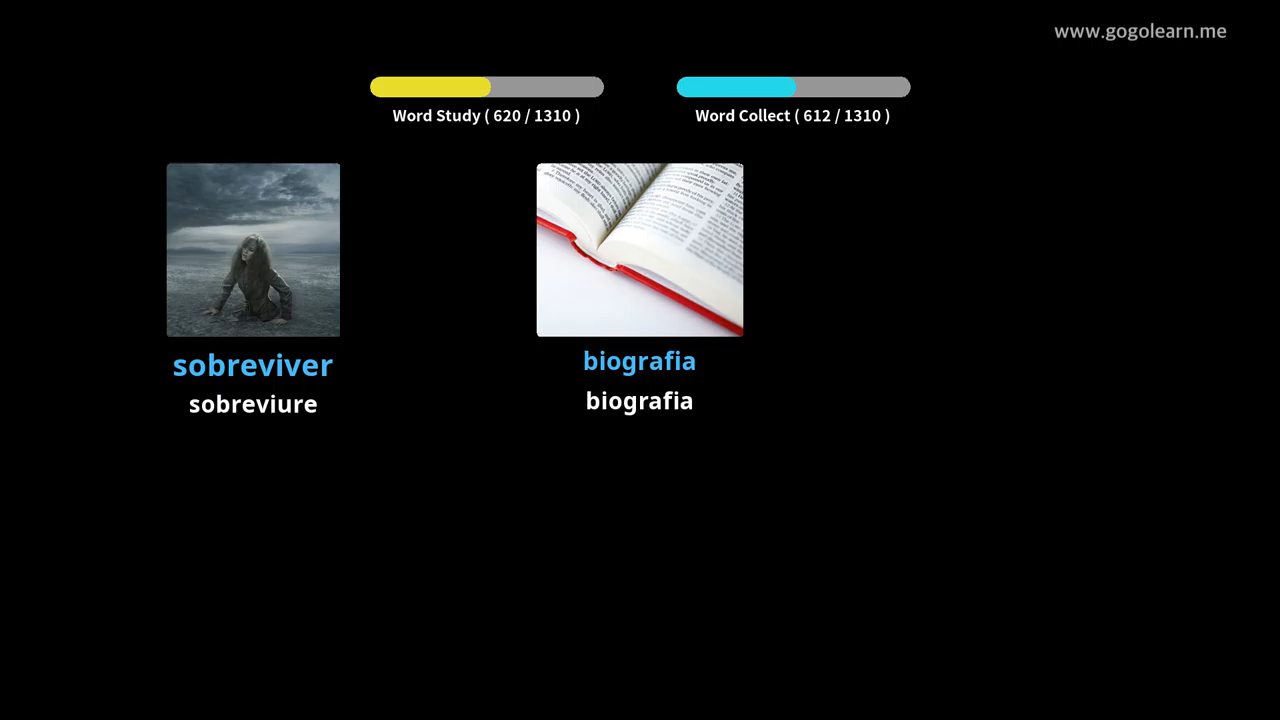 www.gogolearn.me
Word Study ( 620 / 1310 )
Word Collect ( 612 / 1310 )
sobreviver
sobreviure
biografia
biografia